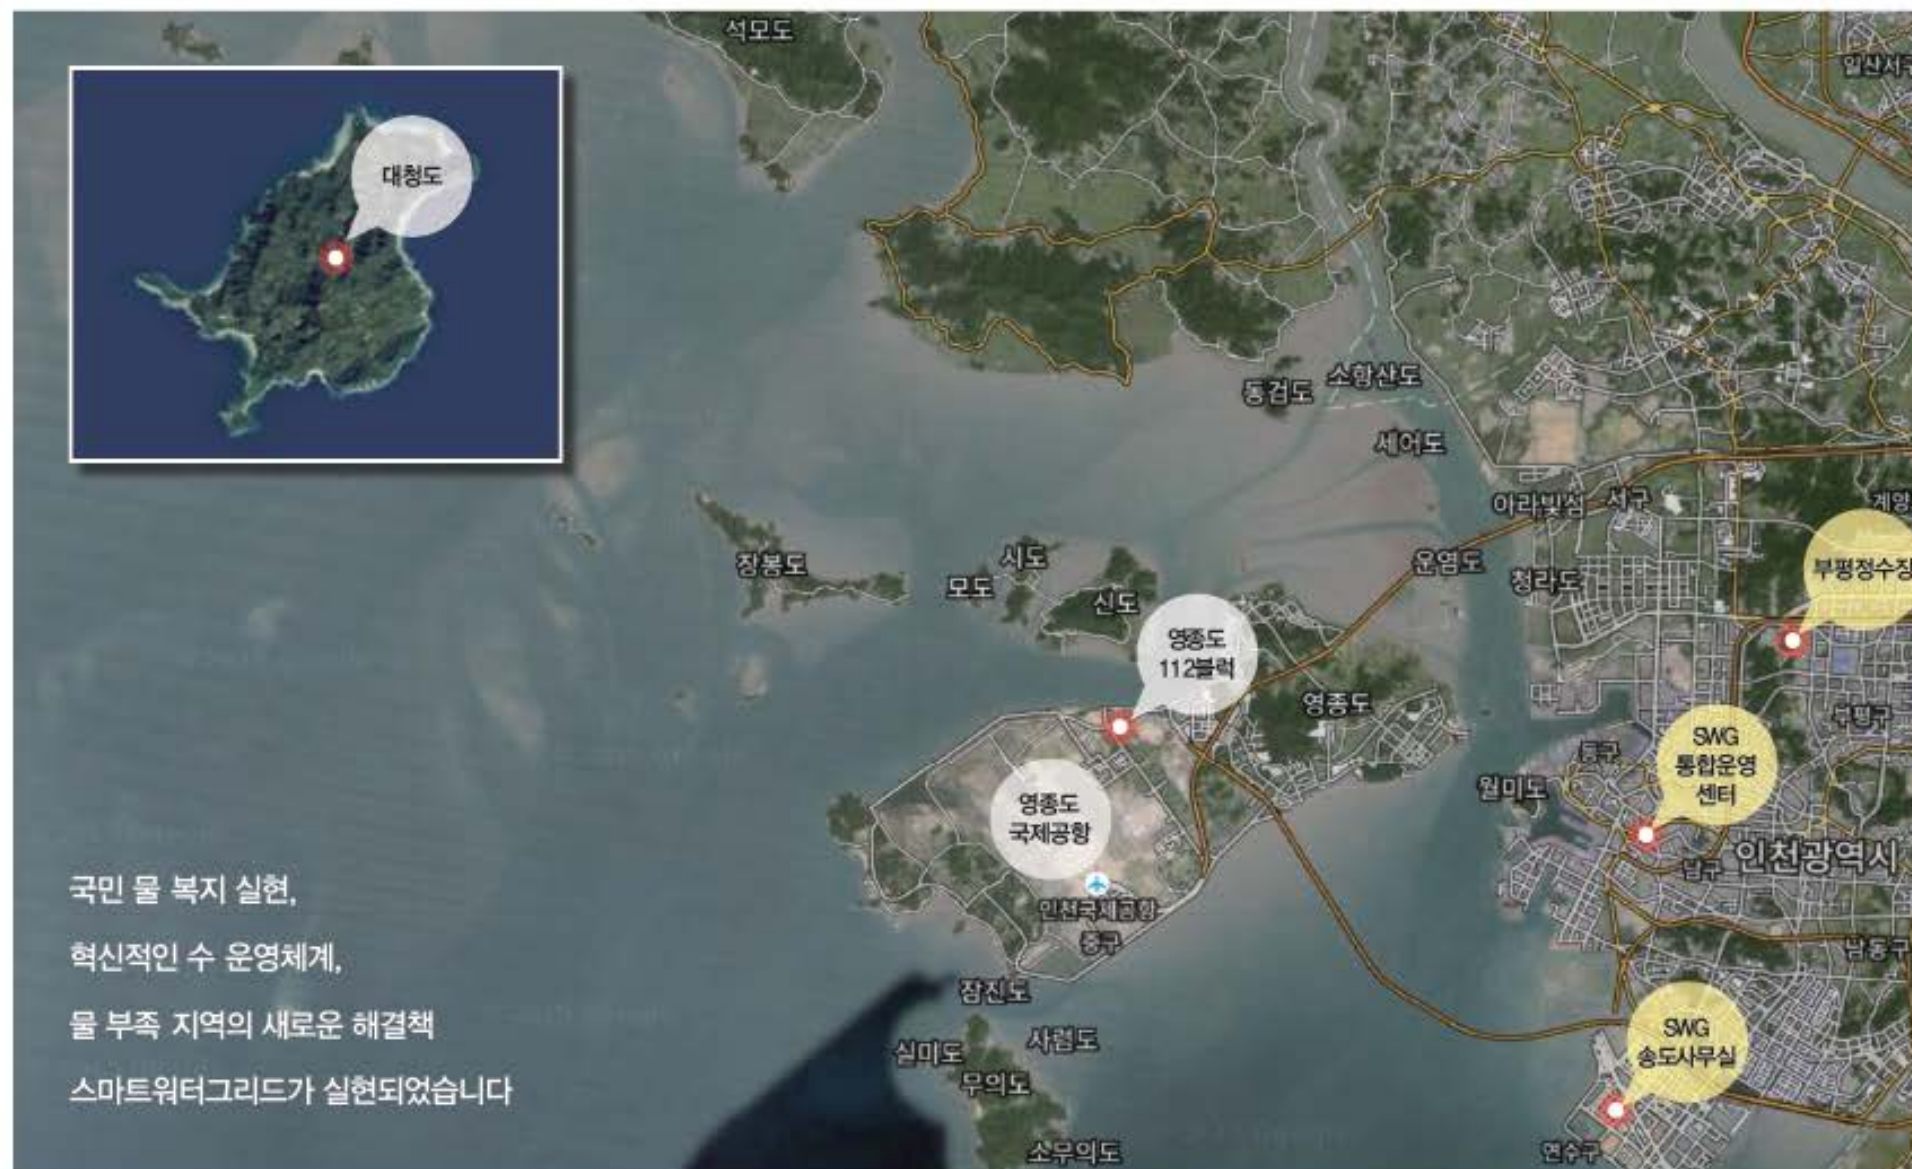 석모도
일산서구
대청도
동검도
소항산도
세어도
아라빛섬
서구
계양
장봉도
시도
모도
신도
운염도
청라도
부평정수장
영종도
112블럭
영종도
부평구
SWG
통합운영
센터
동구
월미도
영종도
국제공항
인천광역시
남구
국민 물 복지 실현,
인천국제공항
중구
혁신적인 수 운영체계,
남동구
잠진도
물 부족 지역의 새로운 해결책
SWG
송도사무실
사렴도
실미도
무의도
스마트워터그리드가 실현되었습니다
소무의도
연수구